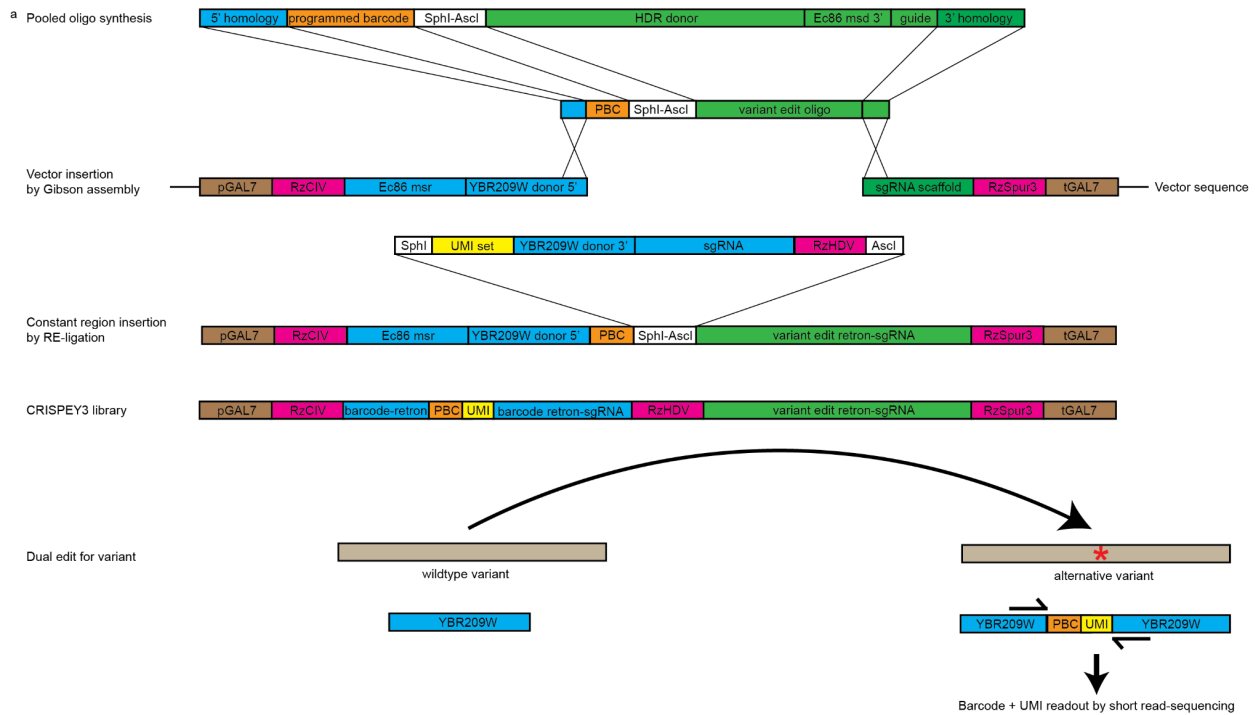 a
Pooled oligo synthesis
5' homology programmed barcode SphI-AscI HDR donor Ec86 msd 3' guide 3' homology
PBC SphI-AscI variant edit oligo
Vector insertion
by Gibson assembly
pGAL7 RzCIV Ec86 msr YBR209W donor 5' sgRNA scaffold RzSpur3 tGAL7 Vector sequence
SphI UMI set YBR209W donor 3' sgRNA RzHDV AscI
Constant region insertion
by RE-ligation
pGAL7 RzCIV Ec86 msr YBR209W donor 5' PBC SphI-AscI variant edit retron-sgRNA RzSpur3 tGAL7
CRISPEY3 library
pGAL7 RzCIV barcode-retron PBC UMI barcode retron-sgRNA RzHDV variant edit retron-sgRNA RzSpur3 tGAL7
Dual edit for variant
*
wildtype variant alternative variant
YBR209W YBR209W PBC UMI YBR209W
Barcode + UMI readout by short read-sequencing